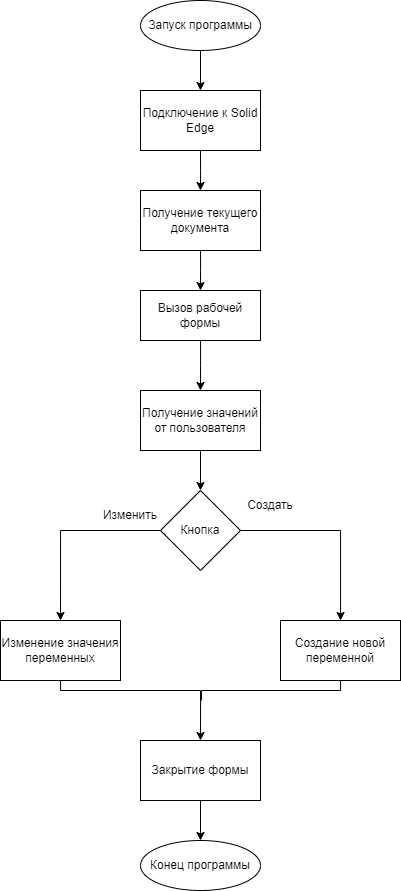 Запуск программы
Подключение к Solid
Edge
Получение текущего
документа
Вызов рабочей
формы
Получение значений
от пользователя
Изменить
Кнопка
Создать
Изменение значения
переменных
Создание новой
переменной
Закрытие формы
Конец программы